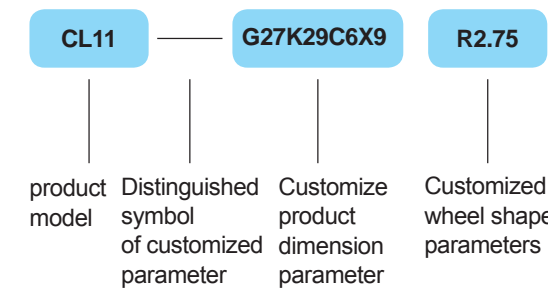 CL11 — G27K29C6X9 R2.75
product model
Distinguished symbol of customized parameter
Customize product dimension parameter
Customized wheel shape parameters